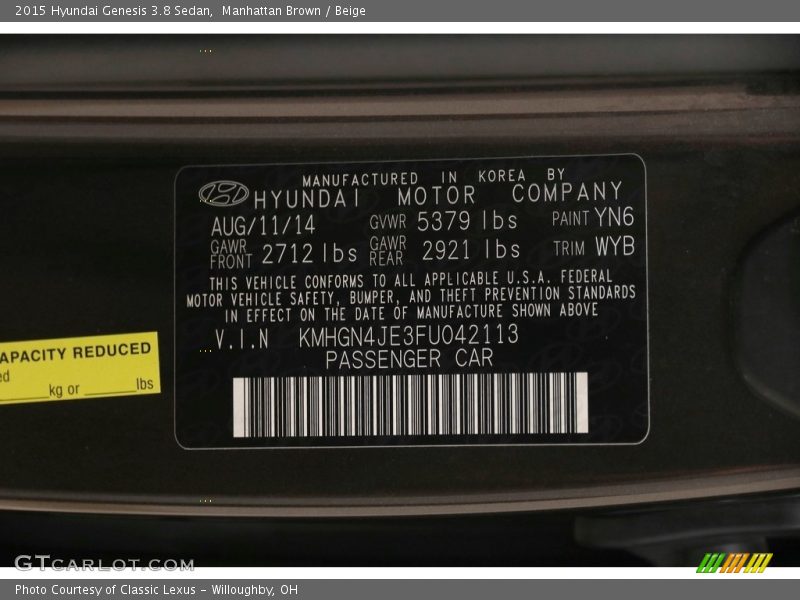 2015 Hyundai Genesis 3.8 Sedan,  Manhattan Brown / Beige
MANUFACTURED IN KOREA BY
HYUNDAI MOTOR COMPANY
AUG/11/14 GVWR 5379 lbs PAINT YN6
GAWR FRONT 2712 lbs GAWR REAR 2921 lbs TRIM WYB
THIS VEHICLE CONFORMS TO ALL APPLICABLE U.S.A. FEDERAL
MOTOR VEHICLE SAFETY, BUMPER, AND THEFT PREVENTION STANDARDS
IN EFFECT ON THE DATE OF MANUFACTURE SHOWN ABOVE
V.I.N KMHGN4JE3FU042113
PASSENGER CAR
APACITY REDUCED
ed
____kg or ______lbs
GTCARLOT.COM
Photo Courtesy of Classic Lexus - Willoughby, OH